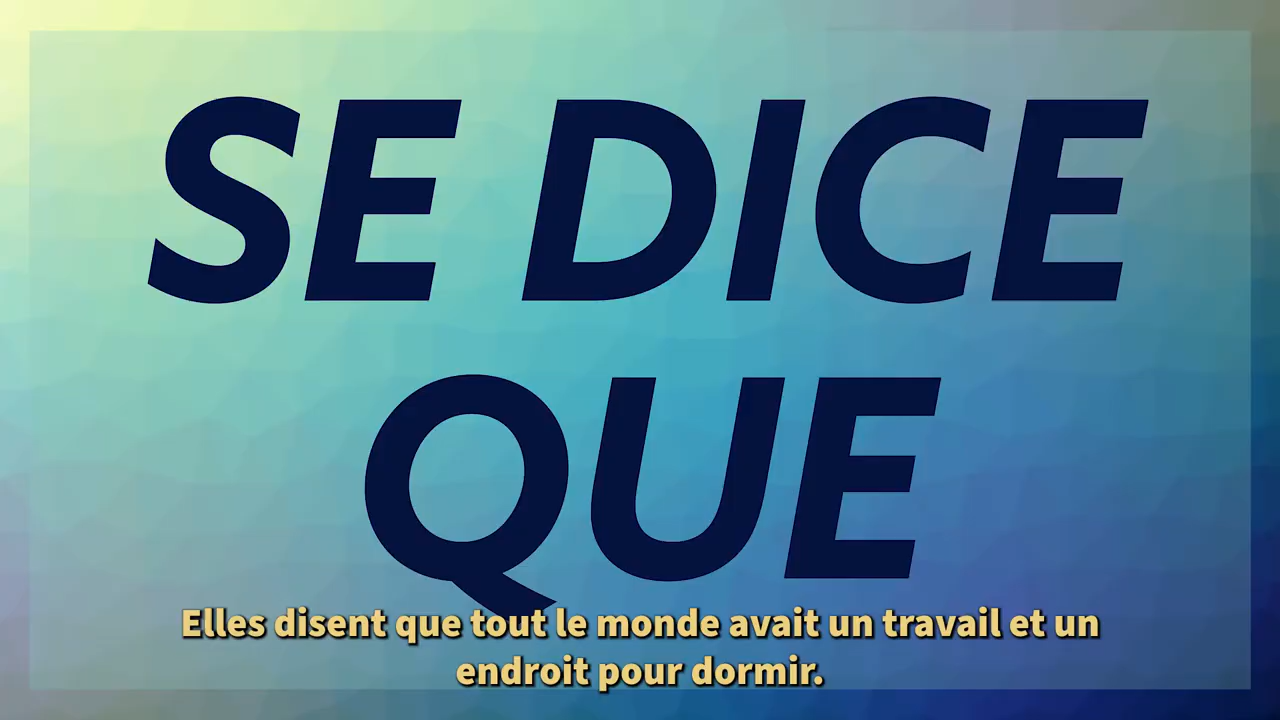 SE DICE
QUE
Elles disent que tout le monde avait un travail et un
endroit pour dormir.